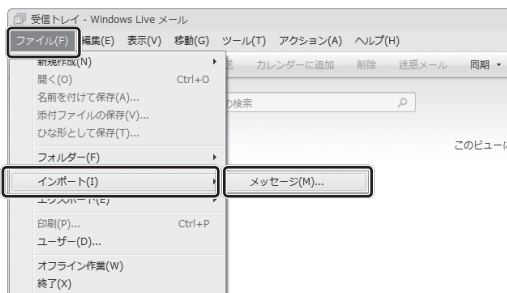 受信トレイ - Windows Live メール
ファイル(F) 編集(E) 表示(V) 移動(G) ツール(T) アクション(A) ヘルプ(H)
新規作成(N) カレンダーに追加 削除 迷惑メール 同期
開く(O) Ctrl+O
名前を付けて保存(A)... の検索
添付ファイルの保存(V)...
ひな形として保存(T)...
このビューに
フォルダー(F)
インポート(I) メッセージ(M)...
エクスポート(E)
印刷(P)... Ctrl+P
ユーザー(D)...
オフライン作業(W)
終了(X)